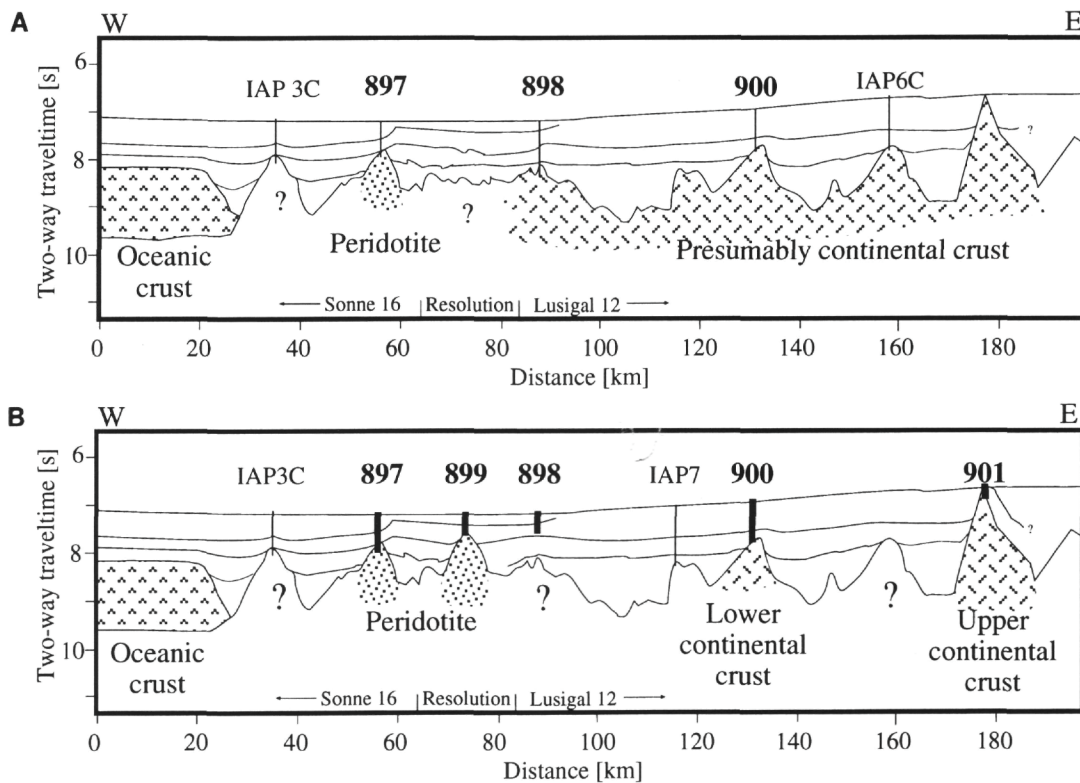 A
W
E
Two-way traveltime [s]
6
8
10
IAP 3C
897
898
900
IAP6C
?
?
?
?
Oceanic
crust
Peridotite
Presumably continental crust
Sonne 16
Resolution
Lusigal 12
0
20
40
60
80
100
120
140
160
180
Distance [km]
B
W
E
Two-way traveltime [s]
6
8
10
IAP3C
897
899
898
IAP7
900
901
?
?
?
?
Oceanic
crust
Peridotite
Lower
continental
crust
Upper
continental
crust
Sonne 16
Resolution
Lusigal 12
0
20
40
60
80
100
120
140
160
180
Distance [km]